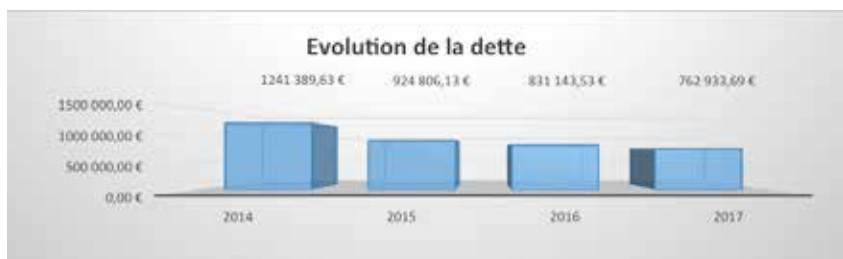 Evolution de la dette
1241 389,63 € 924 806,13 € 831 143,53 € 762 933,69 €
1500 000,00 €
1000 000,00 €
500 000,00 €
0,00 €
2014 2015 2016 2017